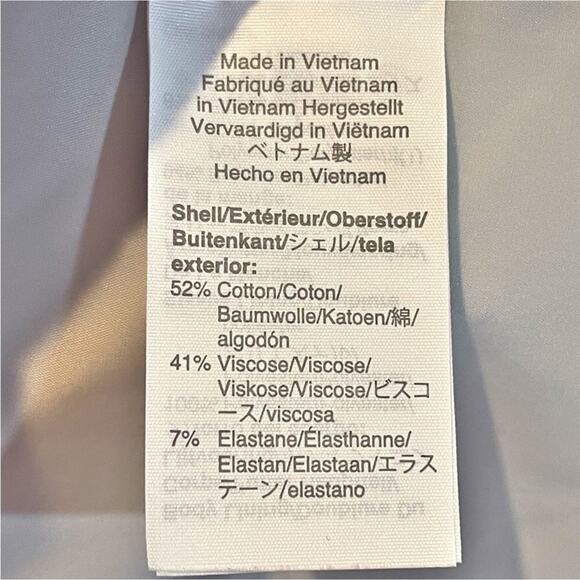 Made in Vietnam
Fabriqué au Vietnam
in Vietnam Hergestellt
Vervaardigd in Viëtnam
ベトナム製
Hecho en Vietnam
Shell/Extérieur/Oberstoff/
Buitenkant/シェル/tela
exterior:
52% Cotton/Coton/
Baumwolle/Katoen/綿/
algodón
41% Viscose/Viscose/
Viskose/Viscose/ビスコ
ース/viscosa
7% Elastane/Élasthanne/
Elastan/Elastaan/エラス
テーン/elastano